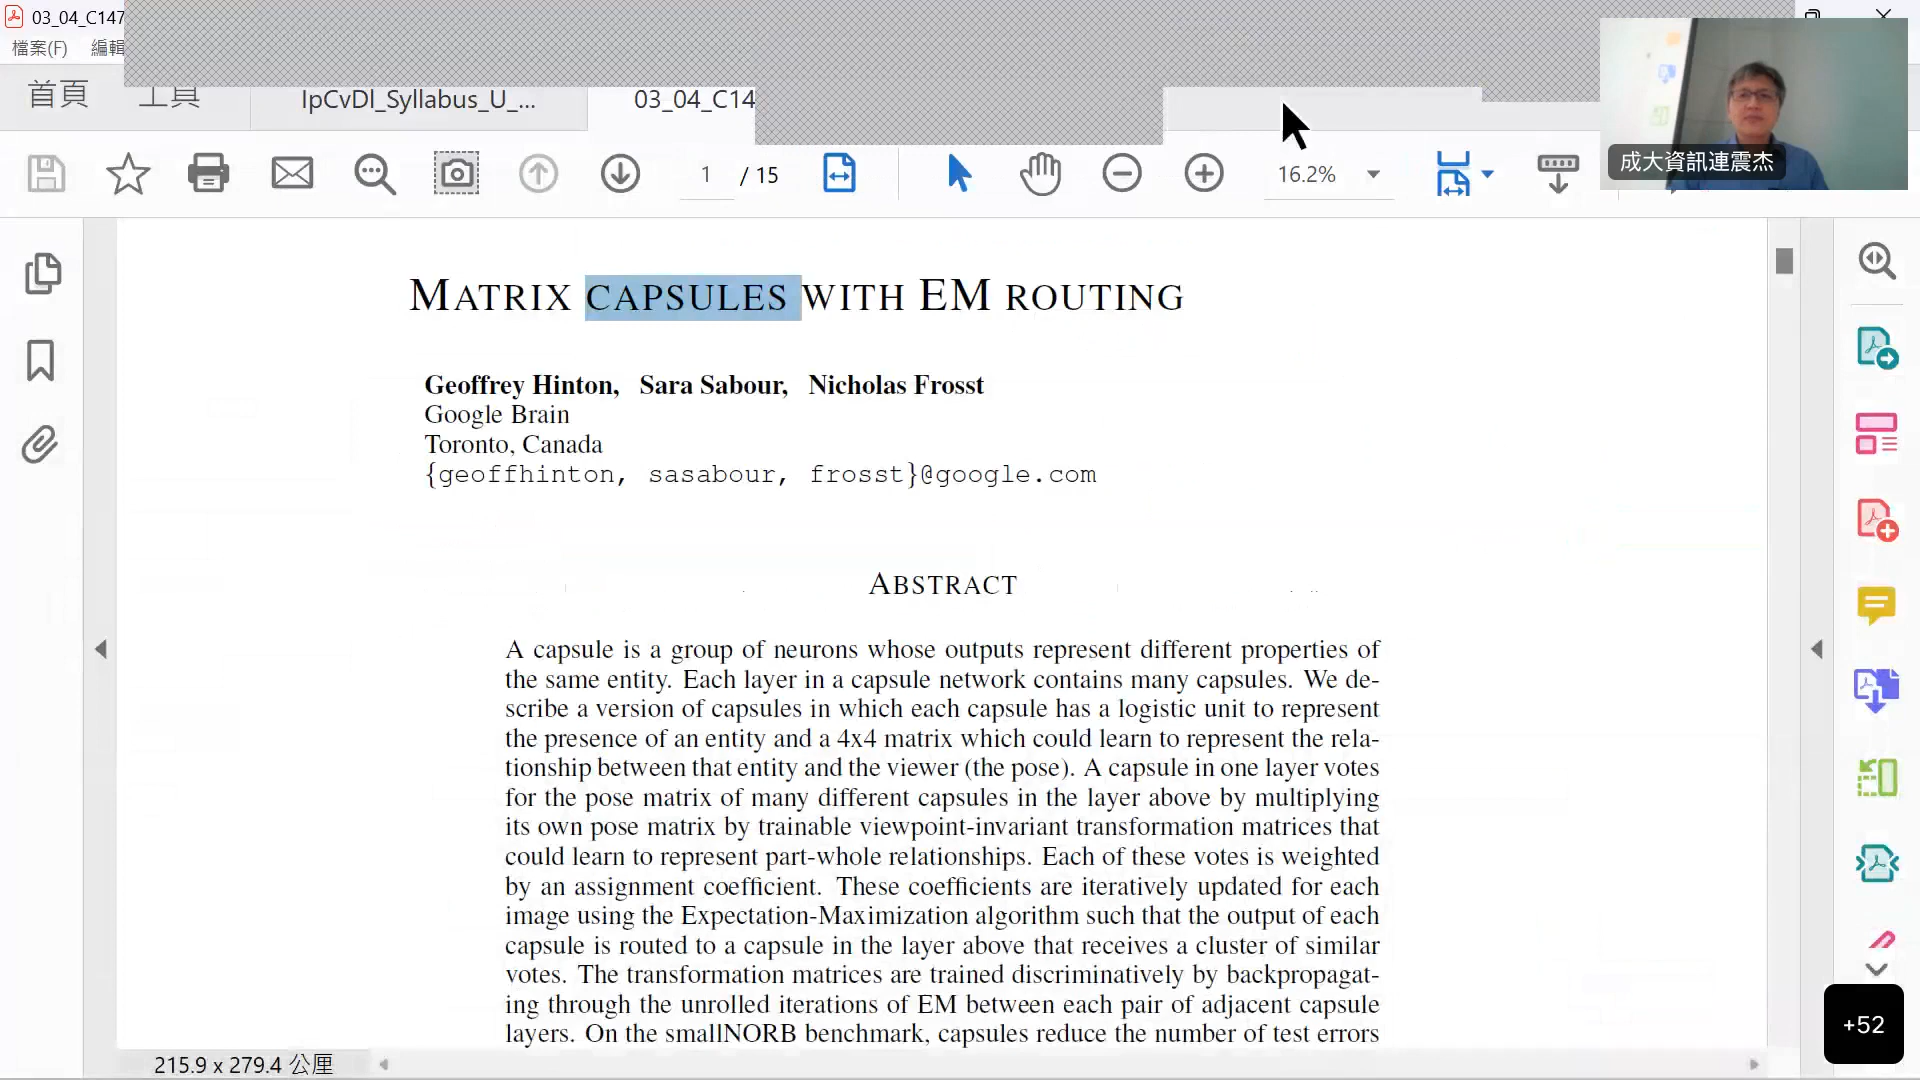 03_04_C147
檔案(F) 編輯
首頁 工具 IpCvDl_Syllabus_U_... 03_04_C14
1 / 15 16.2%
成大資訊連震杰
MATRIX CAPSULES WITH EM ROUTING
Geoffrey Hinton, Sara Sabour, Nicholas Frosst
Google Brain
Toronto, Canada
{geoffhinton, sasabour, frosst}@google.com
ABSTRACT
A capsule is a group of neurons whose outputs represent different properties of
the same entity. Each layer in a capsule network contains many capsules. We de-
scribe a version of capsules in which each capsule has a logistic unit to represent
the presence of an entity and a 4x4 matrix which could learn to represent the rela-
tionship between that entity and the viewer (the pose). A capsule in one layer votes
for the pose matrix of many different capsules in the layer above by multiplying
its own pose matrix by trainable viewpoint-invariant transformation matrices that
could learn to represent part-whole relationships. Each of these votes is weighted
by an assignment coefficient. These coefficients are iteratively updated for each
image using the Expectation-Maximization algorithm such that the output of each
capsule is routed to a capsule in the layer above that receives a cluster of similar
votes. The transformation matrices are trained discriminatively by backpropagat-
ing through the unrolled iterations of EM between each pair of adjacent capsule
layers. On the smallNORB benchmark, capsules reduce the number of test errors
+52
215.9 x 279.4 公厘